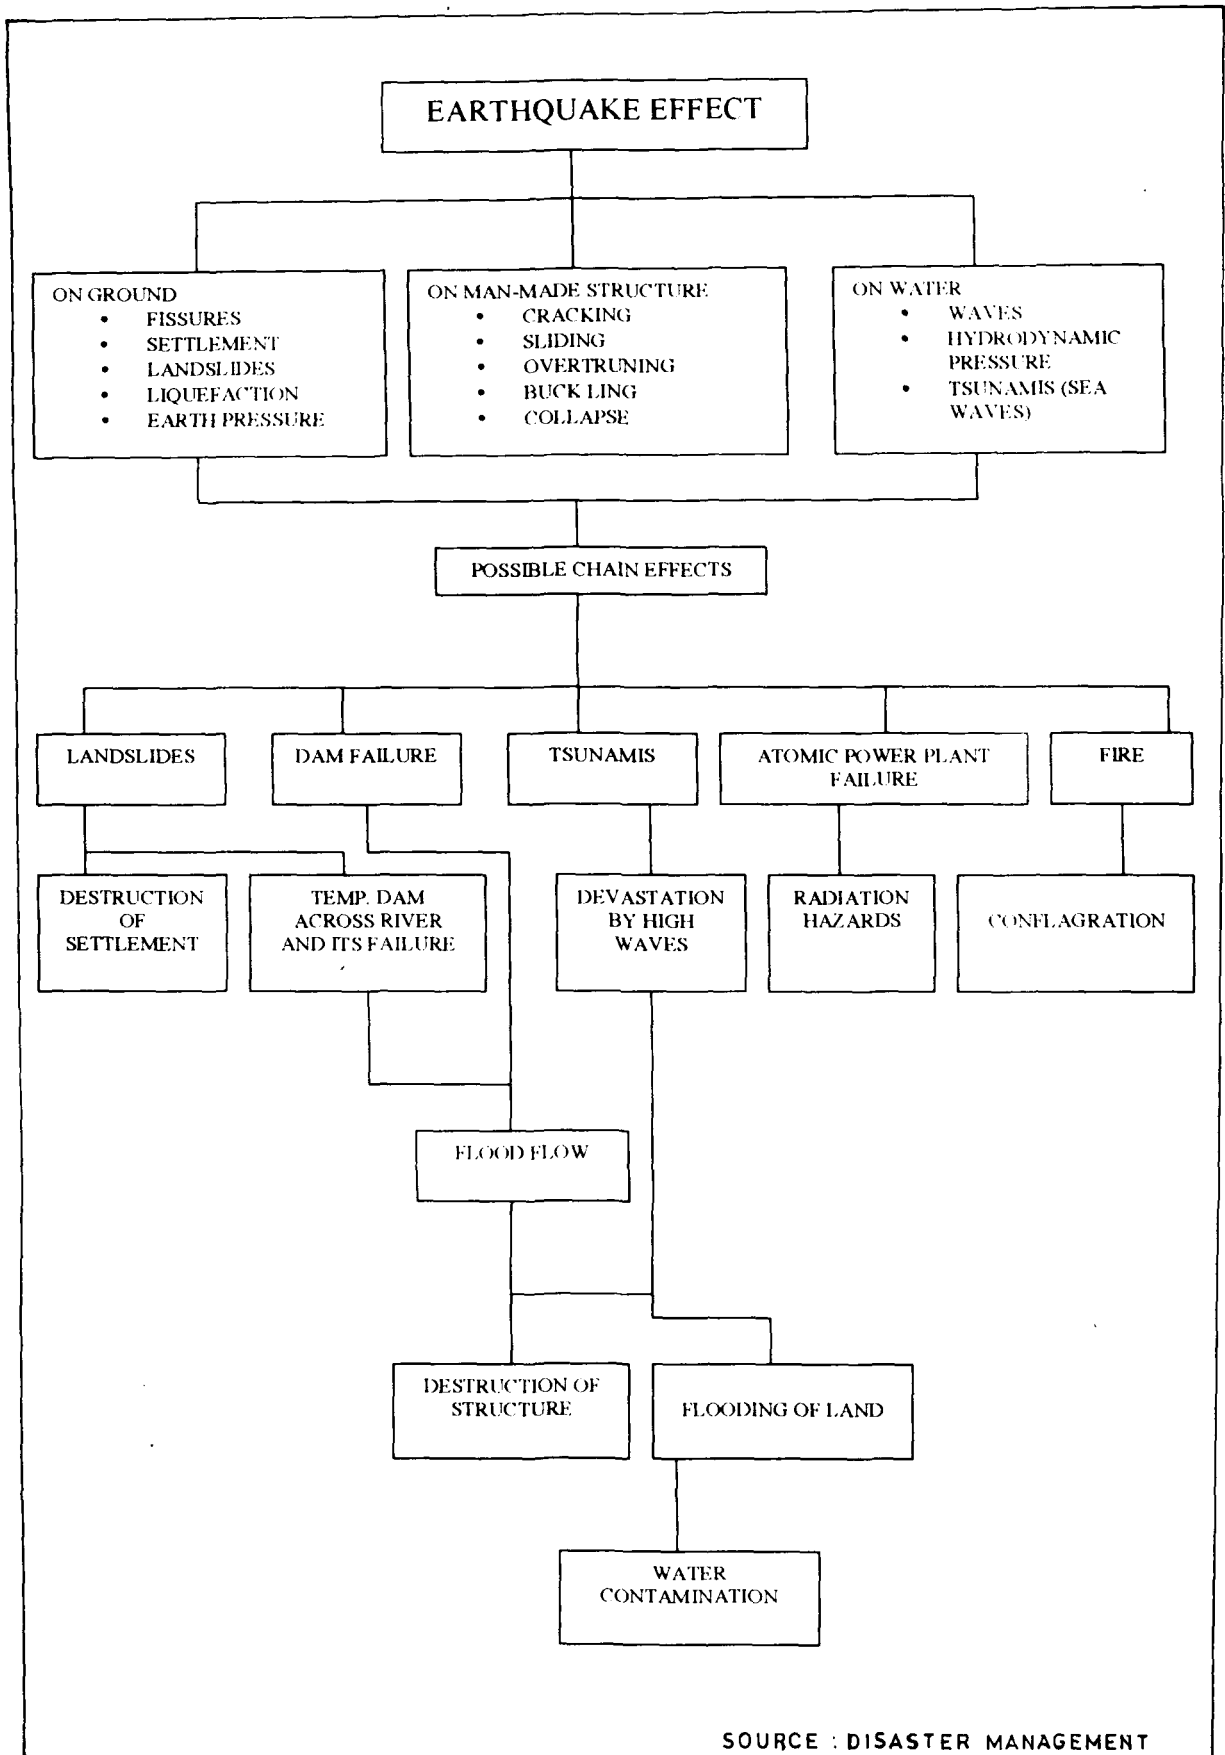 EARTHQUAKE EFFECT
ON GROUND
• FISSURES
• SETTLEMENT
• LANDSLIDES
• LIQUEFACTION
• EARTH PRESSURE
ON MAN-MADE STRUCTURE
• CRACKING
• SLIDING
• OVERTRUNING
• BUCK LING
• COLLAPSE
ON WATER
• WAVES
• HYDRODYNAMIC
PRESSURE
• TSUNAMIS (SEA
WAVES)
POSSIBLE CHAIN EFFECTS
LANDSLIDES
DAM FAILURE
TSUNAMIS
ATOMIC POWER PLANT
FAILURE
FIRE
DESTRUCTION
OF
SETTLEMENT
TEMP. DAM
ACROSS RIVER
AND ITS FAILURE
DEVASTATION
BY HIGH
WAVES
RADIATION
HAZARDS
CONFLAGRATION
FLOOD FLOW
DESTRUCTION OF
STRUCTURE
FLOODING OF LAND
WATER
CONTAMINATION
SOURCE : DISASTER MANAGEMENT